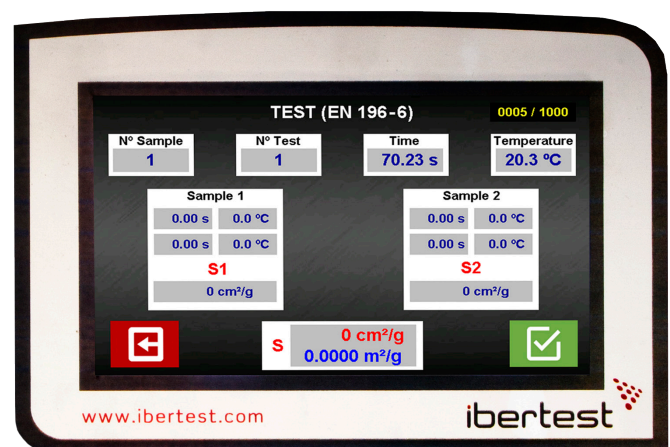 TEST (EN 196-6)
0005 / 1000
Nº Sample
1
Nº Test
1
Time
70.23 s
Temperature
20.3 ºC
Sample 1
0.00 s 0.0 ºC
0.00 s 0.0 ºC
S1
0 cm²/g
Sample 2
0.00 s 0.0 ºC
0.00 s 0.0 ºC
S2
0 cm²/g
S
0 cm²/g
0.0000 m²/g
www.ibertest.com
ibertest